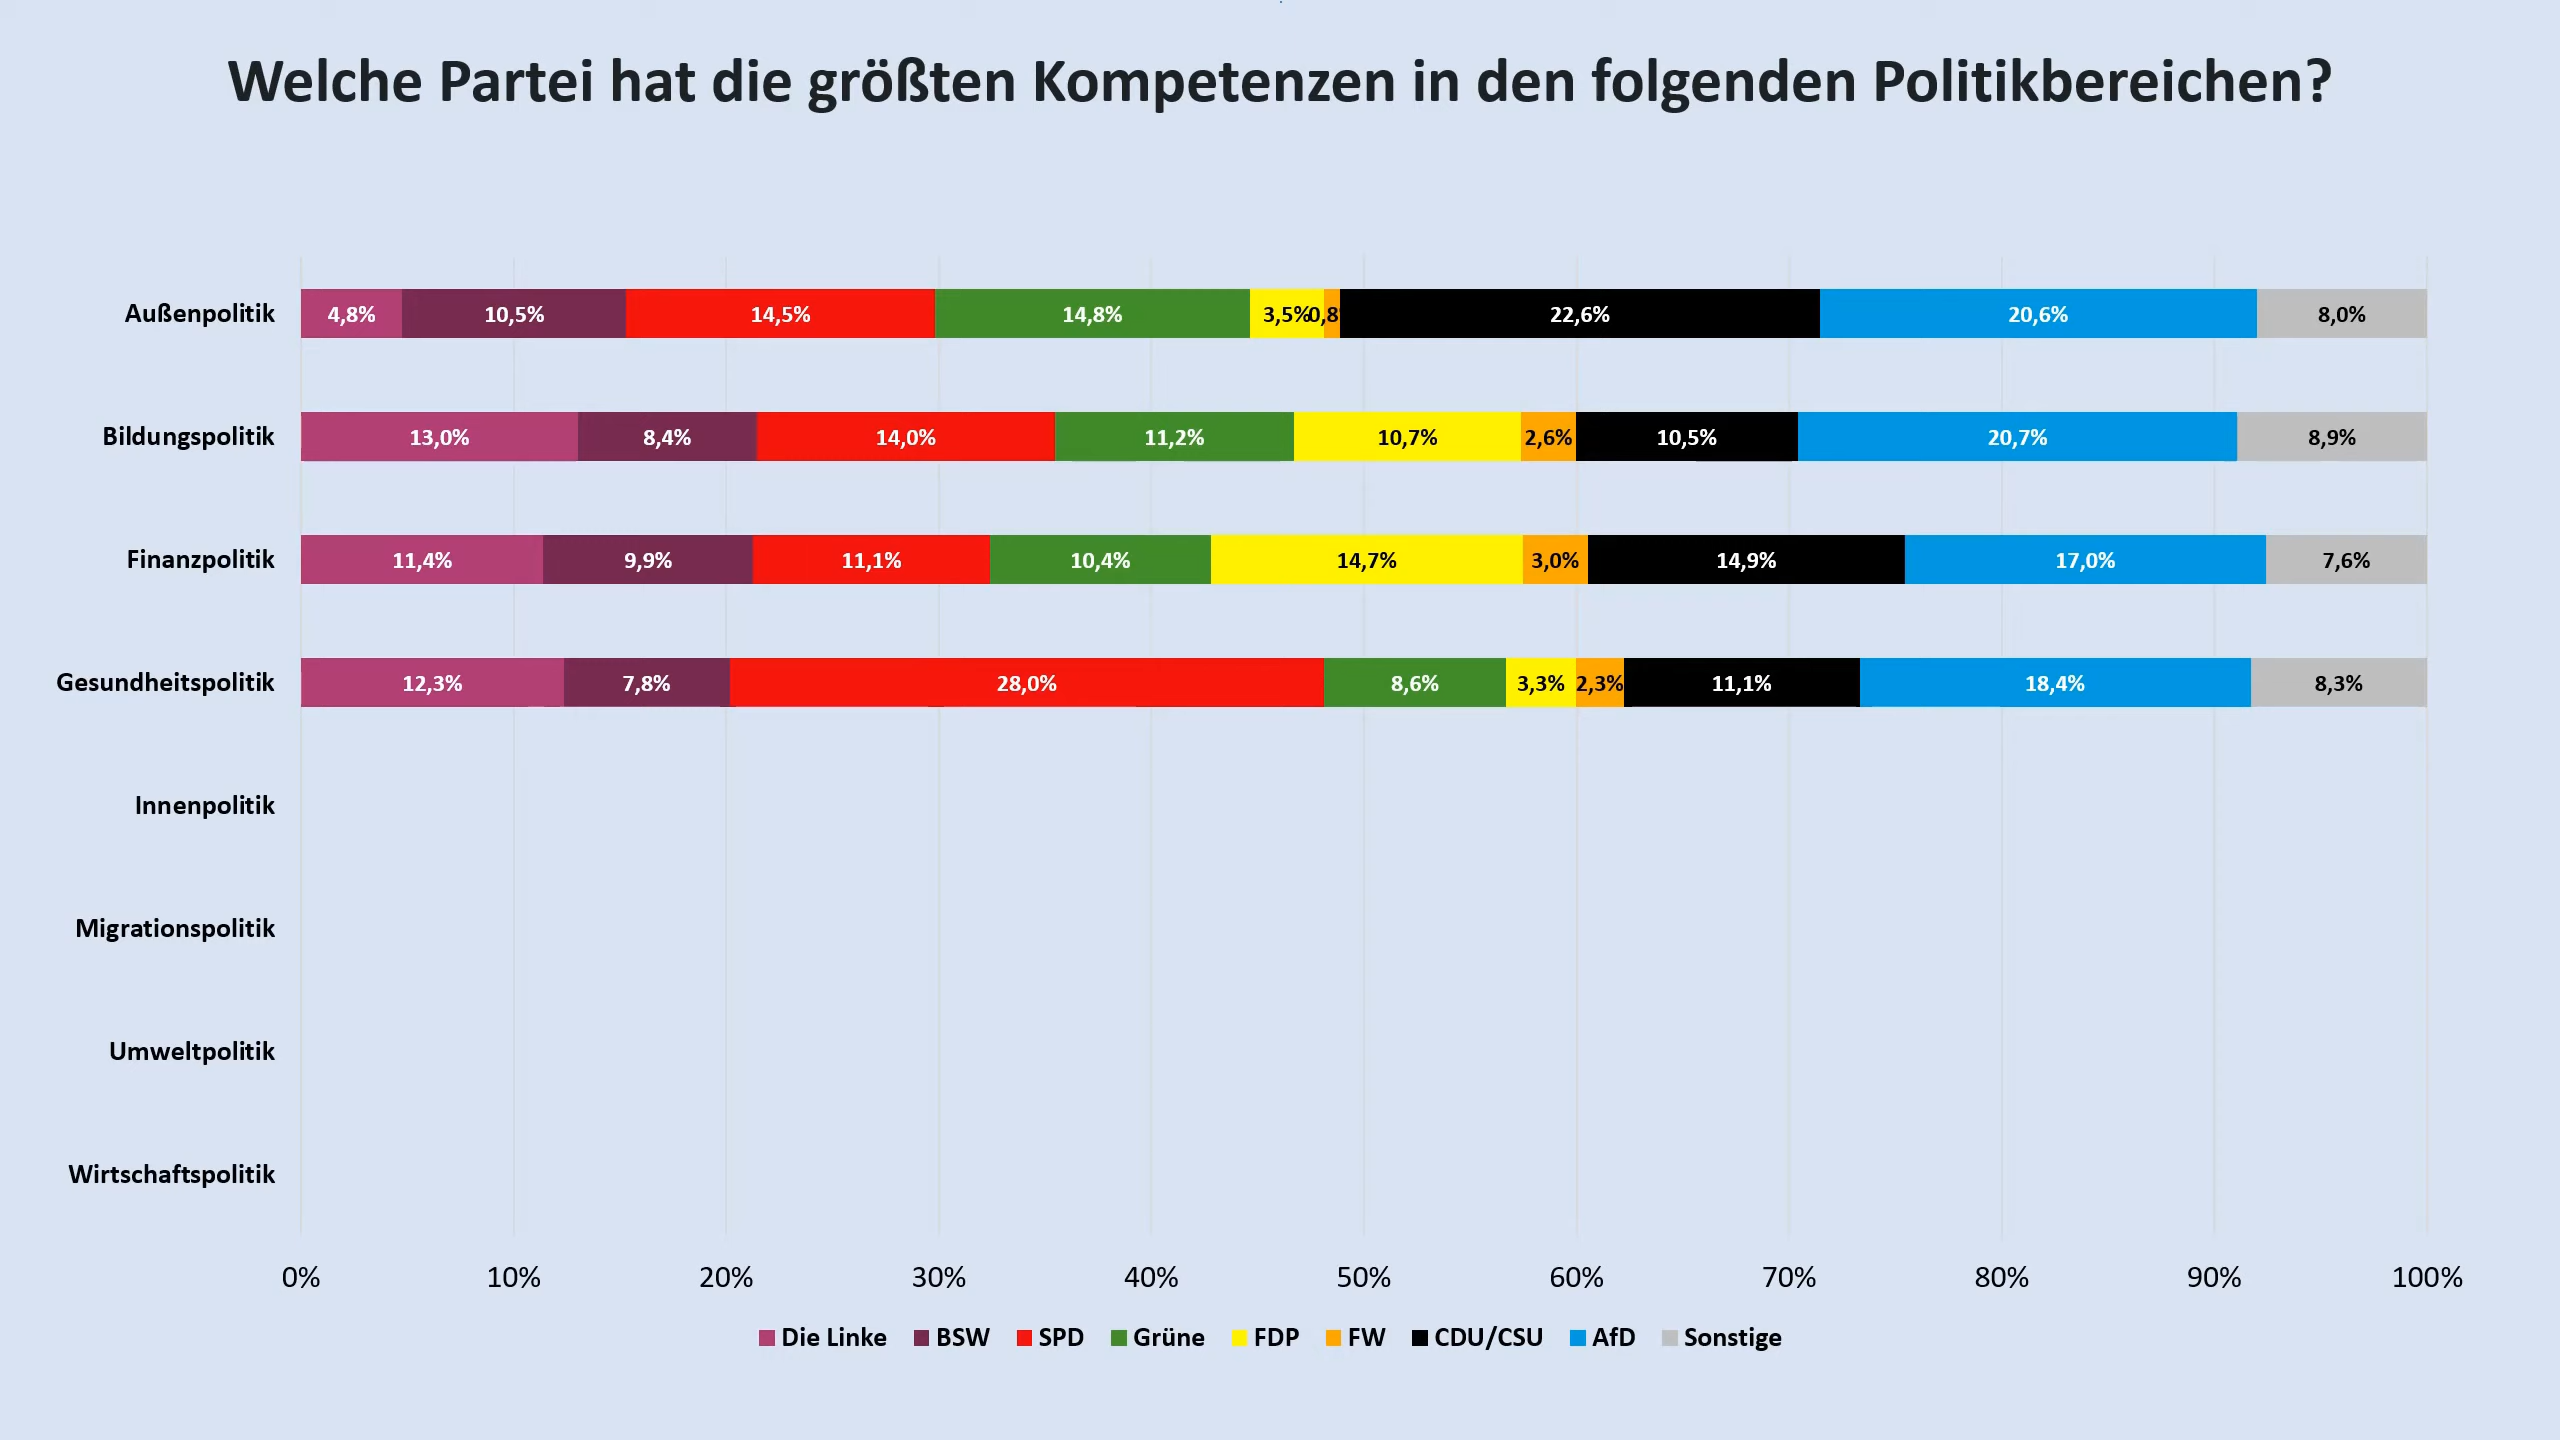 Welche Partei hat die größten Kompetenzen in den folgenden Politikbereichen?
Außenpolitik 4,8% 10,5% 14,5% 14,8% 3,5% 0,8 22,6% 20,6% 8,0%
Bildungspolitik 13,0% 8,4% 14,0% 11,2% 10,7% 2,6% 10,5% 20,7% 8,9%
Finanzpolitik 11,4% 9,9% 11,1% 10,4% 14,7% 3,0% 14,9% 17,0% 7,6%
Gesundheitspolitik 12,3% 7,8% 28,0% 8,6% 3,3% 2,3% 11,1% 18,4% 8,3%
Innenpolitik
Migrationspolitik
Umweltpolitik
Wirtschaftspolitik
0% 10% 20% 30% 40% 50% 60% 70% 80% 90% 100%
Die Linke BSW SPD Grüne FDP FW CDU/CSU AfD Sonstige